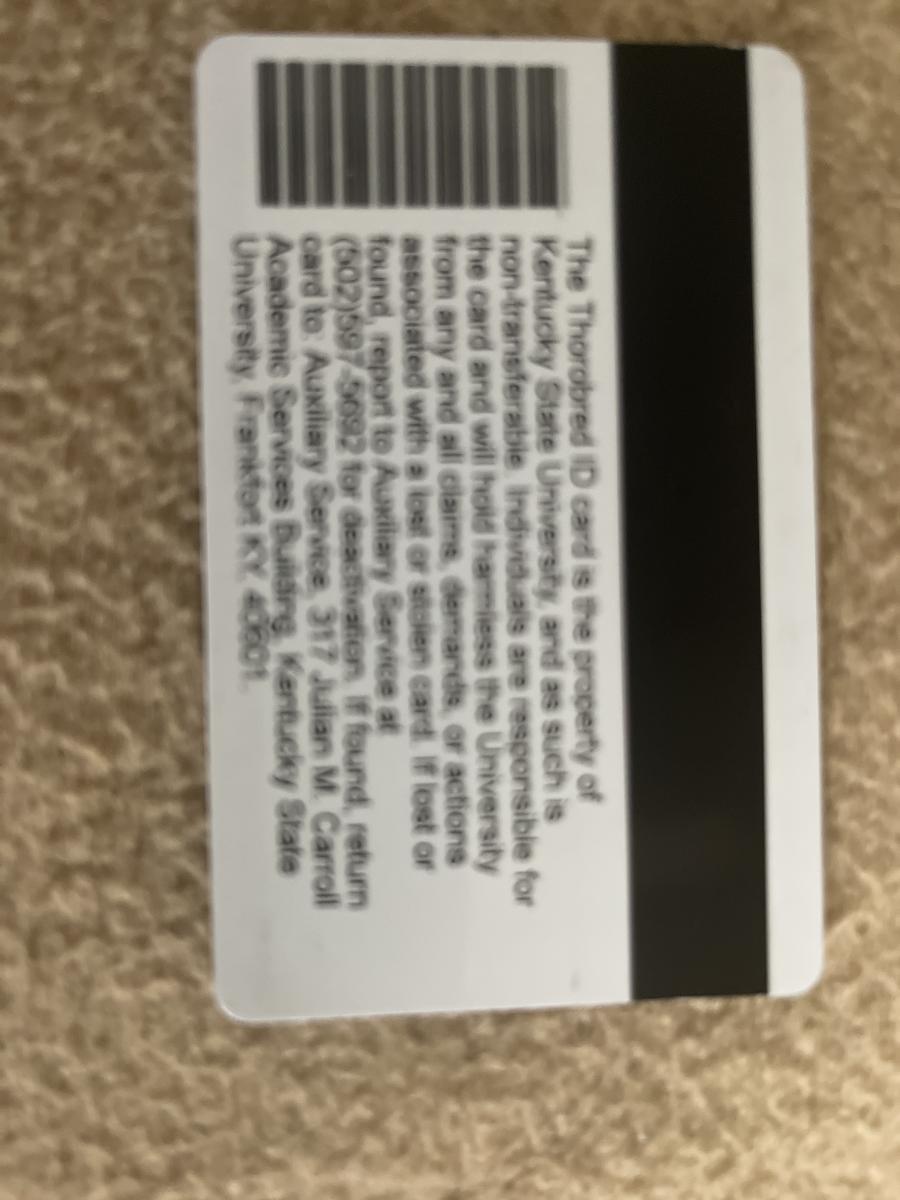 The Thorobred ID card is the property of
Kentucky State University, and as such is
non-transferable. Individuals are responsible for
the card and will hold harmless the University
from any and all claims, demands, or actions
associated with a lost or stolen card. If lost or
found, report to Auxiliary Service at
for deactivation. If found, return
card to: Auxiliary Service, 317 Julian M. Carroll
Academic Services Building, Kentucky State
University, Frankfort KY, 40601.